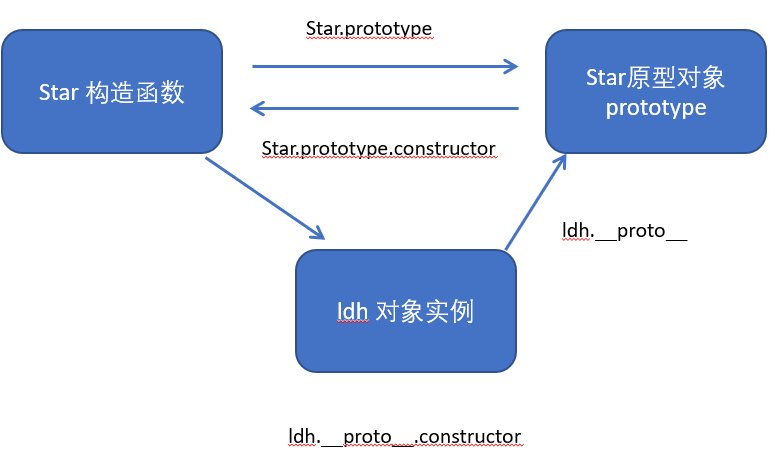 Star.prototype
Star 构造函数
Star原型对象
prototype
Star.prototype.constructor
ldh.__proto__
ldh 对象实例
ldh.__proto__.constructor